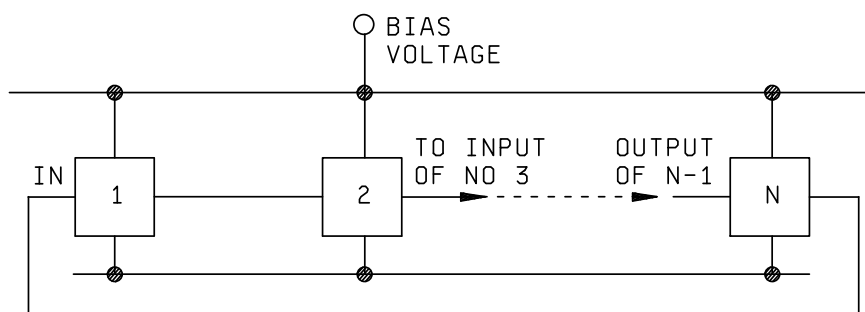 BIAS
VOLTAGE
IN
1
2
TO INPUT
OF NO 3
OUTPUT
OF N-1
N